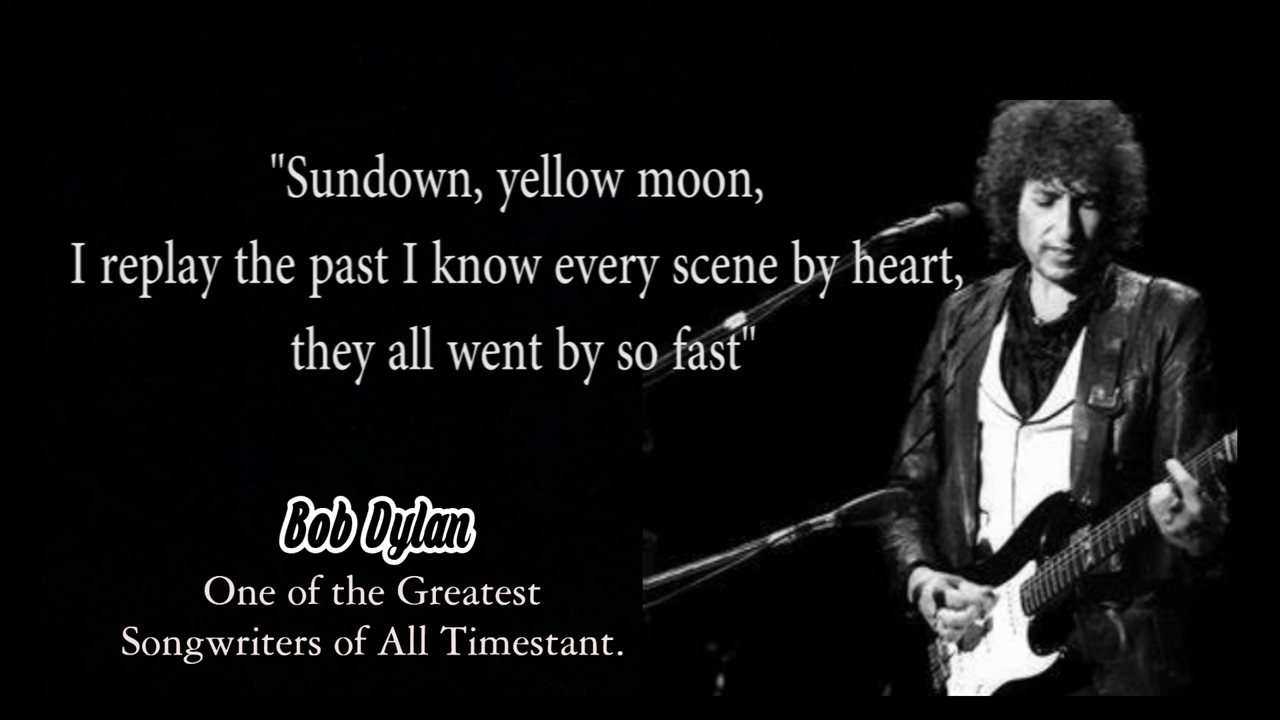 "Sundown, yellow moon,
I replay the past I know every scene by heart,
they all went by so fast"
Bob Dylan
One of the Greatest
Songwriters of All Timestant.